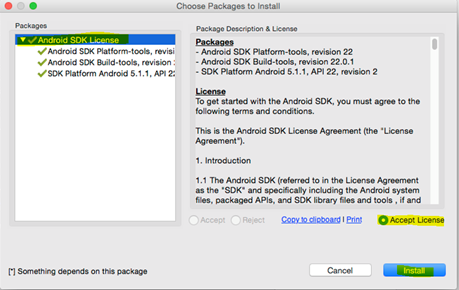 Choose Packages to Install
Packages
Package Description & License
Android SDK License
Android SDK Platform-tools, revision
Android SDK Build-tools, revision
SDK Platform Android 5.1.1, API 22,
Packages
- Android SDK Platform-tools, revision 22
- Android SDK Build-tools, revision 22.0.1
- SDK Platform Android 5.1.1, API 22, revision 2
License
To get started with the Android SDK, you must agree to the
following terms and conditions.
This is the Android SDK License Agreement (the "License
Agreement").
1. Introduction
1.1 The Android SDK (referred to in the License Agreement
as the "SDK" and specifically including the Android system
files, packaged APIs, and SDK library files and tools , if and
Accept
Reject
Copy to clipboard | Print
Accept License
[*] Something depends on this package
Cancel
Install